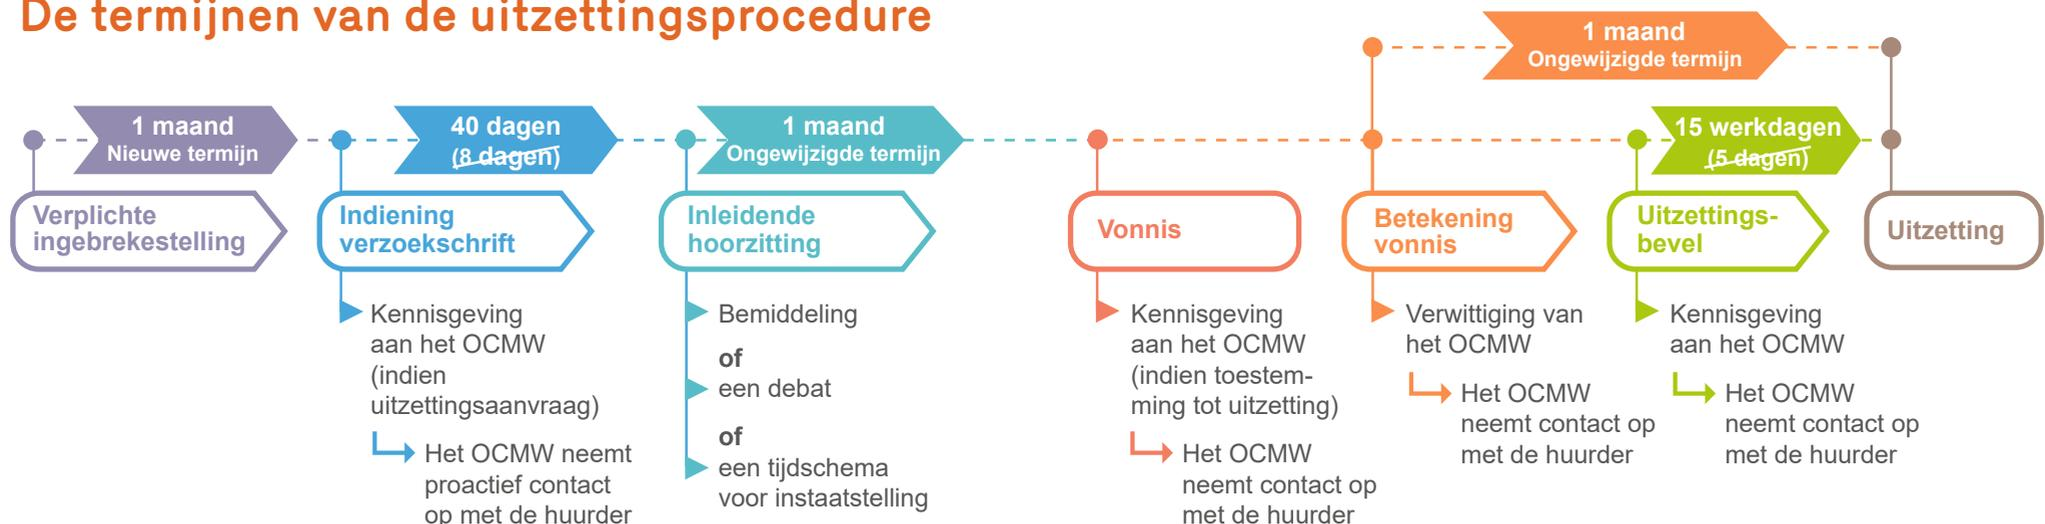 De termijnen van de uitzettingsprocedure
1 maand
Ongewijzigde termijn
1 maand
Nieuwe termijn
40 dagen
(8 dagen)
1 maand
Ongewijzigde termijn
15 werkdagen
(5 dagen)
Verplichte
ingebrekestelling
Indiening
verzoekschrift
Inleidende
hoorzitting
Vonnis
Betekening
vonnis
Uitzettings-
bevel
Uitzetting
Kennisgeving
aan het OCMW
(indien
uitzettingsaanvraag)
Het OCMW neemt
proactief contact
op met de huurder
Bemiddeling
of
een debat
of
een tijdschema
voor instaatstelling
Kennisgeving
aan het OCMW
(indien toestem-
ming tot uitzetting)
Het OCMW
neemt contact op
met de huurder
Verwittiging van
het OCMW
Het OCMW
neemt contact op
met de huurder
Kennisgeving
aan het OCMW
Het OCMW
neemt contact op
met de huurder